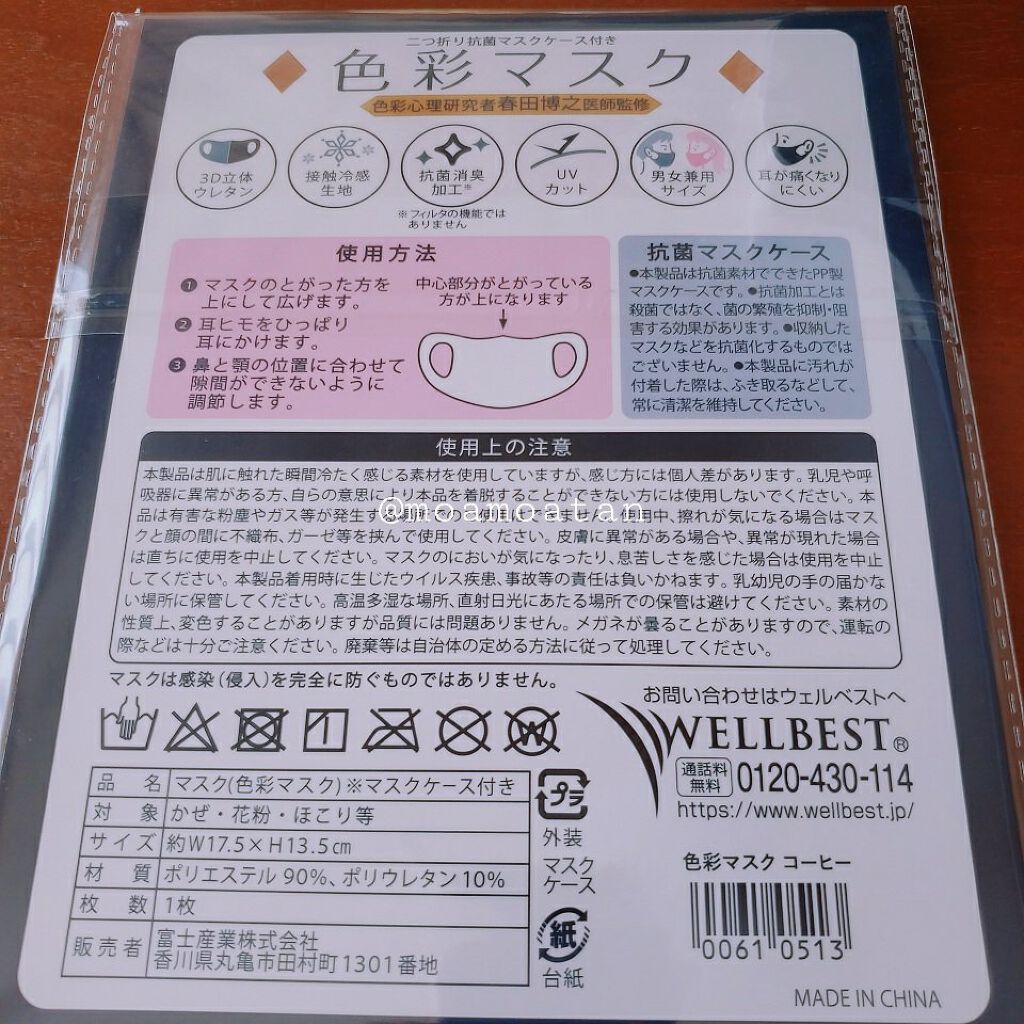 二つ折り抗菌マスクケース付き
色彩マスク
色彩心理研究者 春田博之医師監修
3D立体
ウレタン
接触冷感
生地
抗菌消臭
加工※
UV
カット
男女兼用
サイズ
耳が痛くなり
にくい
※フィルタの機能では
ありません
使用方法
❶ マスクのとがった方を
上にして広げます。
❷ 耳ヒモをひっぱり
耳にかけます。
❸ 鼻と顎の位置に合わせて
隙間ができないように
調節します。
中心部分がとがっている
方が上になります
抗菌マスクケース
●本製品は抗菌素材でできたPP製
マスクケースです。●抗菌加工とは
殺菌ではなく、菌の繁殖を抑制・阻
害する効果があります。●収納した
マスクなどを抗菌化するものでは
ございません。●本製品に汚れが
付着した際は、ふき取るなどして、
常に清潔を維持してください。
使用上の注意
本製品は肌に触れた瞬間冷たく感じる素材を使用していますが、感じ方には個人差があります。乳児や呼
吸器に異常がある方、自らの意思により本品を着脱することができない方には使用しないでください。本
品は有害な粉塵やガス等が発生す使用中、擦れが気になる場合はマス
@moamoatan
クと顔の間に不織布、ガーゼ等を挟んで使用してください。皮膚に異常がある場合や、異常が現れた場合
は直ちに使用を中止してください。マスクのにおいが気になったり、息苦しさを感じた場合は使用を中止
してください。本製品着用時に生じたウイルス疾患、事故等の責任は負いかねます。乳幼児の手の届かな
い場所に保管してください。高温多湿な場所、直射日光にあたる場所での保管は避けてください。素材の
性質上、変色することがありますが品質には問題ありません。メガネが曇ることがありますので、運転の
際などは十分ご注意ください。廃棄等は自治体の定める方法に従って処理してください。
マスクは感染(侵入)を完全に防ぐものではありません。
お問い合わせはウェルベストへ
WELLBEST®
通話料
無料
0120-430-114
https://www.wellbest.jp/
W
品名 マスク(色彩マスク)※マスクケース付き
対象 かぜ・花粉・ほこり等
サイズ 約W17.5×H13.5㎝
材質 ポリエステル 90%、ポリウレタン10%
枚数 1枚
販売者 富士産業株式会社
香川県丸亀市田村町1301番地
プラ
外装
マスク
ケース
紙
台紙
色彩マスク コーヒー
0061 0513
MADE IN CHINA